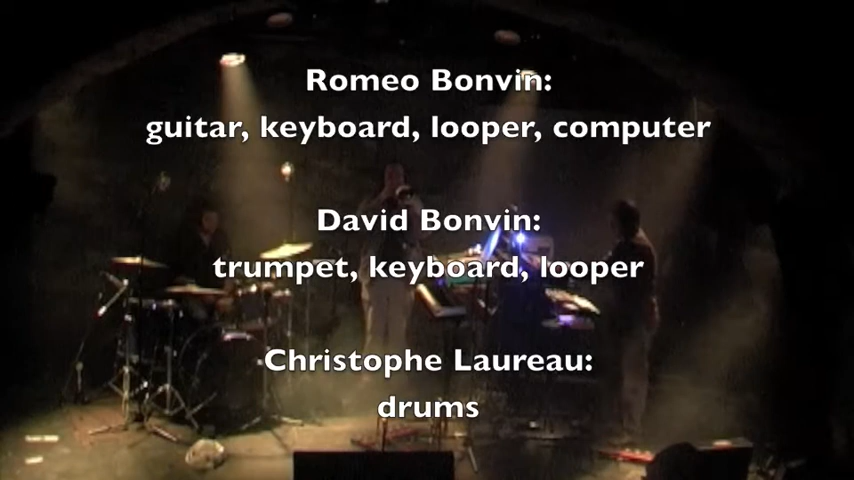 Romeo Bonvin:
guitar, keyboard, looper, computer
David Bonvin:
trumpet, keyboard, looper
Christophe Laureau:
drums